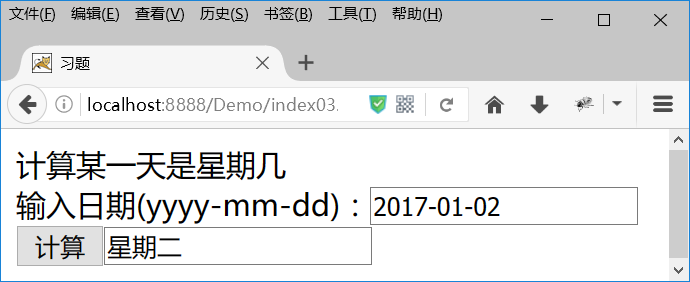 文件(F) 编辑(E) 查看(V) 历史(S) 书签(B) 工具(T) 帮助(H)
习题
localhost:8888/Demo/index03.
计算某一天是星期几
输入日期(yyyy-mm-dd)：2017-01-02
计算 星期二